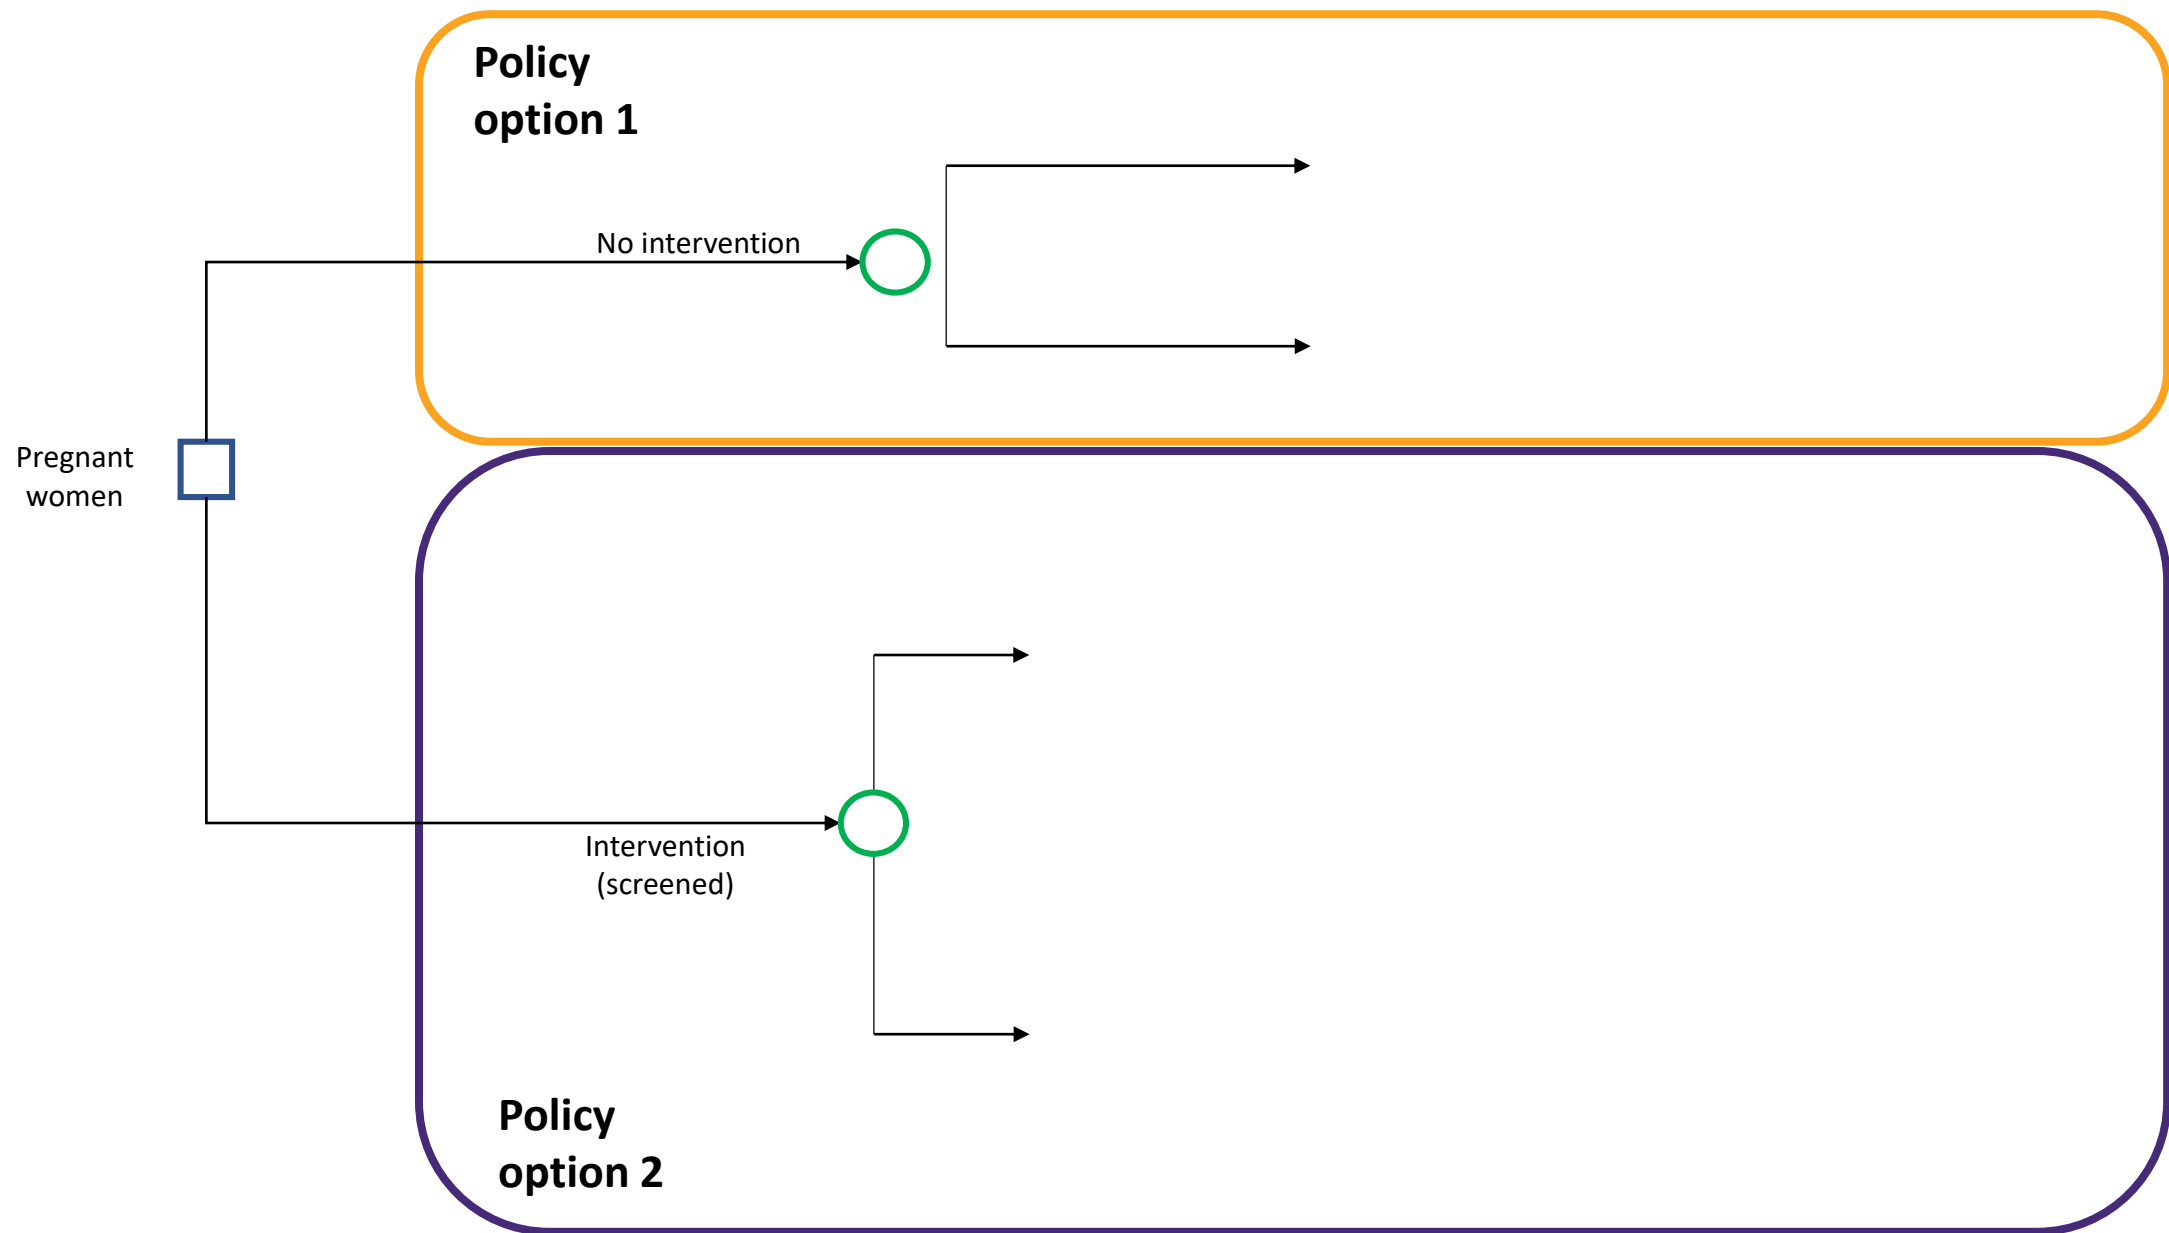 Policy
option 1
No intervention
Pregnant
women
Intervention
(screened)
Policy
option 2